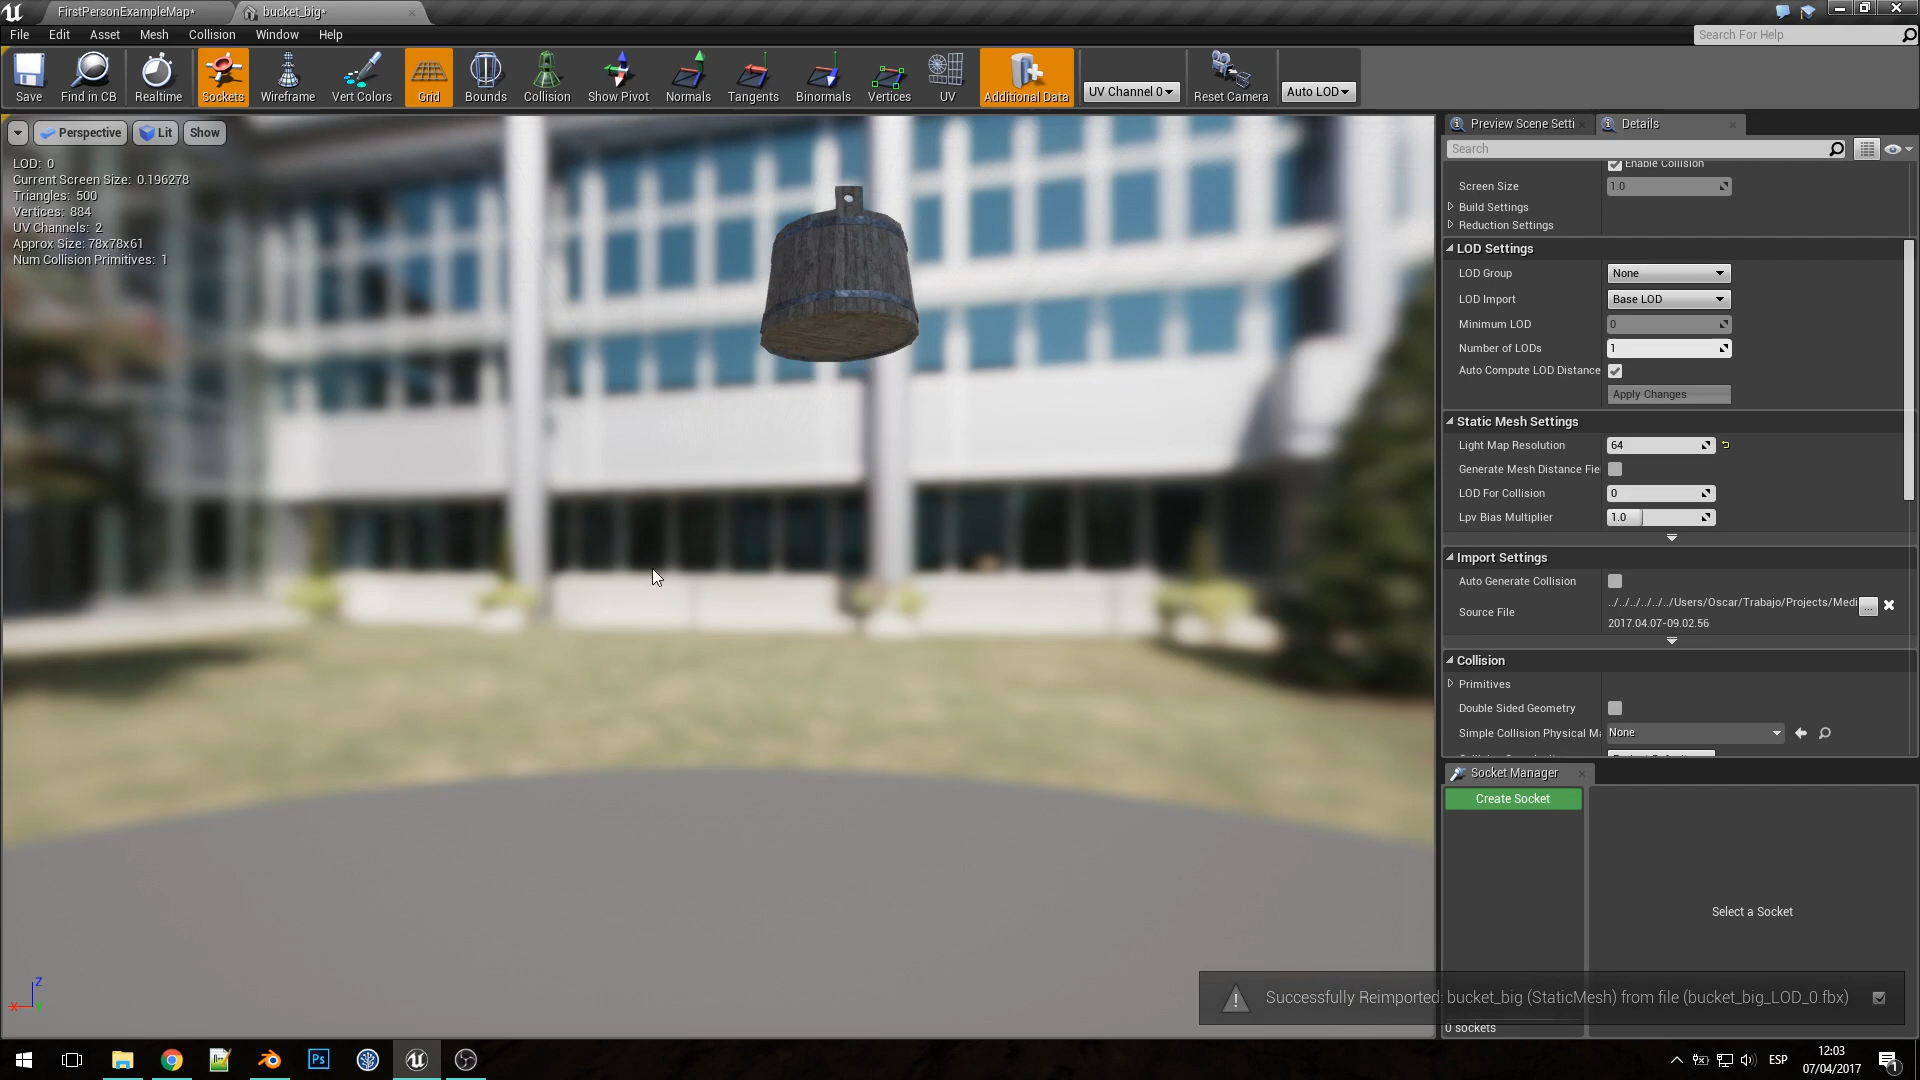 FirstPersonExampleMap*
bucket_big*
File Edit Asset Mesh Collision Window Help
Search For Help
Save Find in CB Realtime Sockets Wireframe Vert Colors Grid Bounds Collision Show Pivot Normals Tangents Binormals Vertices UV Additional Data UV Channel 0 Reset Camera Auto LOD
Perspective Lit Show
LOD: 0
Current Screen Size: 0.196278
Triangles: 500
Vertices: 884
UV Channels: 2
Approx Size: 78x78x61
Num Collision Primitives: 1
Preview Scene Setti
Details
Search
Enable Collision
Screen Size 1.0
Build Settings
Reduction Settings
LOD Settings
LOD Group None
LOD Import Base LOD
Minimum LOD 0
Number of LODs 1
Auto Compute LOD Distance
Apply Changes
Static Mesh Settings
Light Map Resolution 64
Generate Mesh Distance Fie
LOD For Collision 0
Lpv Bias Multiplier 1.0
Import Settings
Auto Generate Collision
Source File ../../../../../../Users/Oscar/Trabajo/Projects/Medi ...
2017.04.07-09.02.56
Collision
Primitives
Double Sided Geometry
Simple Collision Physical M None
Socket Manager
Create Socket
Select a Socket
Successfully Reimported: bucket_big (StaticMesh) from file (bucket_big_LOD_0.fbx)
0 sockets
Z
X
Ps
ESP
12:03
07/04/2017
1